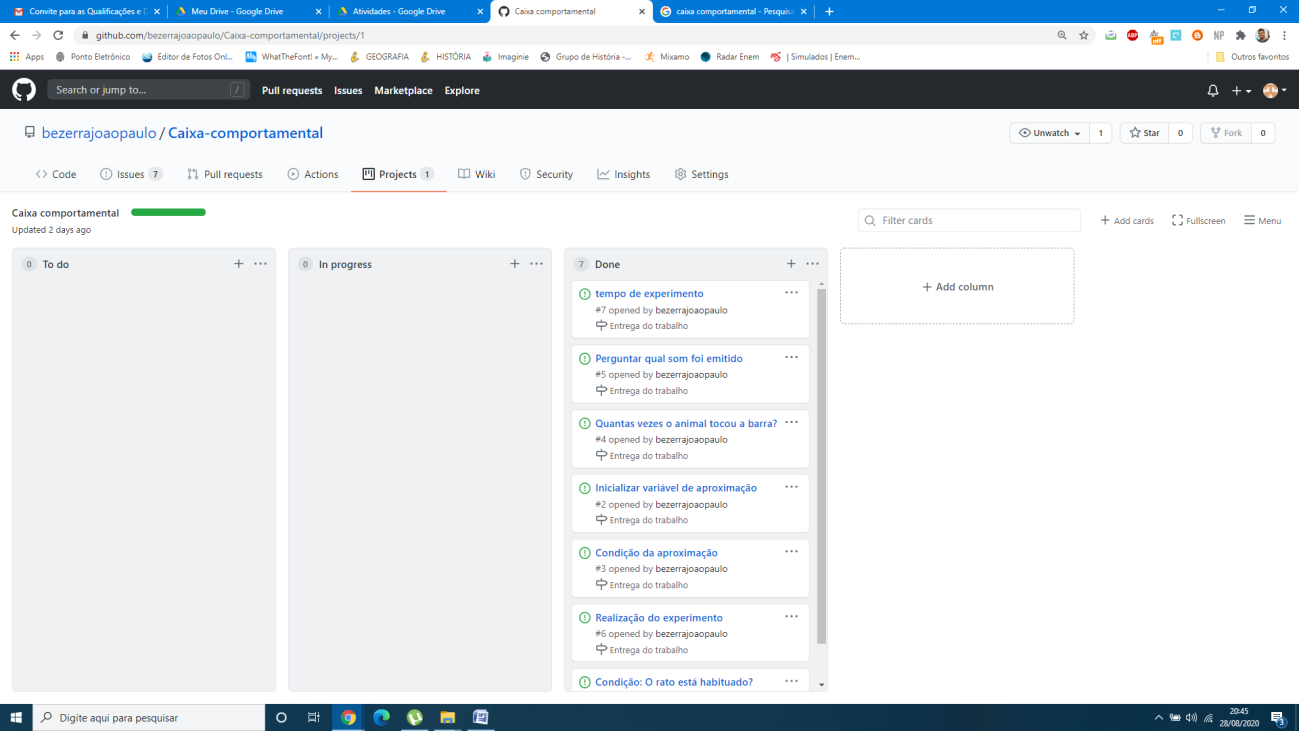 Convite para as Qualificações e D
Meu Drive - Google Drive
Atividades - Google Drive
Caixa comportamental
caixa comportamental - Pesquisa
github.com/bezerrajoaopaulo/Caixa-comportamental/projects/1
ABP
off
NP
Apps
Ponto Eletrônico
Editor de Fotos Onl...
WhatTheFont! « My...
GEOGRAFIA
HISTÓRIA
Imaginie
Grupo de História -...
Mixamo
Radar Enem
| Simulados | Enem...
Outros favoritos
Search or jump to...
/
Pull requests
Issues
Marketplace
Explore
bezerrajoaopaulo / Caixa-comportamental
Unwatch
1
Star
0
Fork
0
Code
Issues 7
Pull requests
Actions
Projects 1
Wiki
Security
Insights
Settings
Caixa comportamental
Updated 2 days ago
Filter cards
+ Add cards
Fullscreen
Menu
0 To do
+ ...
0 In progress
+ ...
7 Done
+ ...
tempo de experimento
#7 opened by bezerrajoaopaulo
Entrega do trabalho
Perguntar qual som foi emitido
#5 opened by bezerrajoaopaulo
Entrega do trabalho
Quantas vezes o animal tocou a barra?
#4 opened by bezerrajoaopaulo
Entrega do trabalho
Inicializar variável de aproximação
#2 opened by bezerrajoaopaulo
Entrega do trabalho
Condição da aproximação
#3 opened by bezerrajoaopaulo
Entrega do trabalho
Realização do experimento
#6 opened by bezerrajoaopaulo
Entrega do trabalho
Condição: O rato está habituado?
+ Add column
Digite aqui para pesquisar
20:45
28/08/2020
3